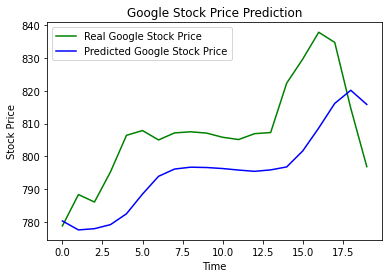 Google Stock Price Prediction
Real Google Stock Price
Predicted Google Stock Price
Stock Price
840
830
820
810
800
790
780
0.0 2.5 5.0 7.5 10.0 12.5 15.0 17.5
Time